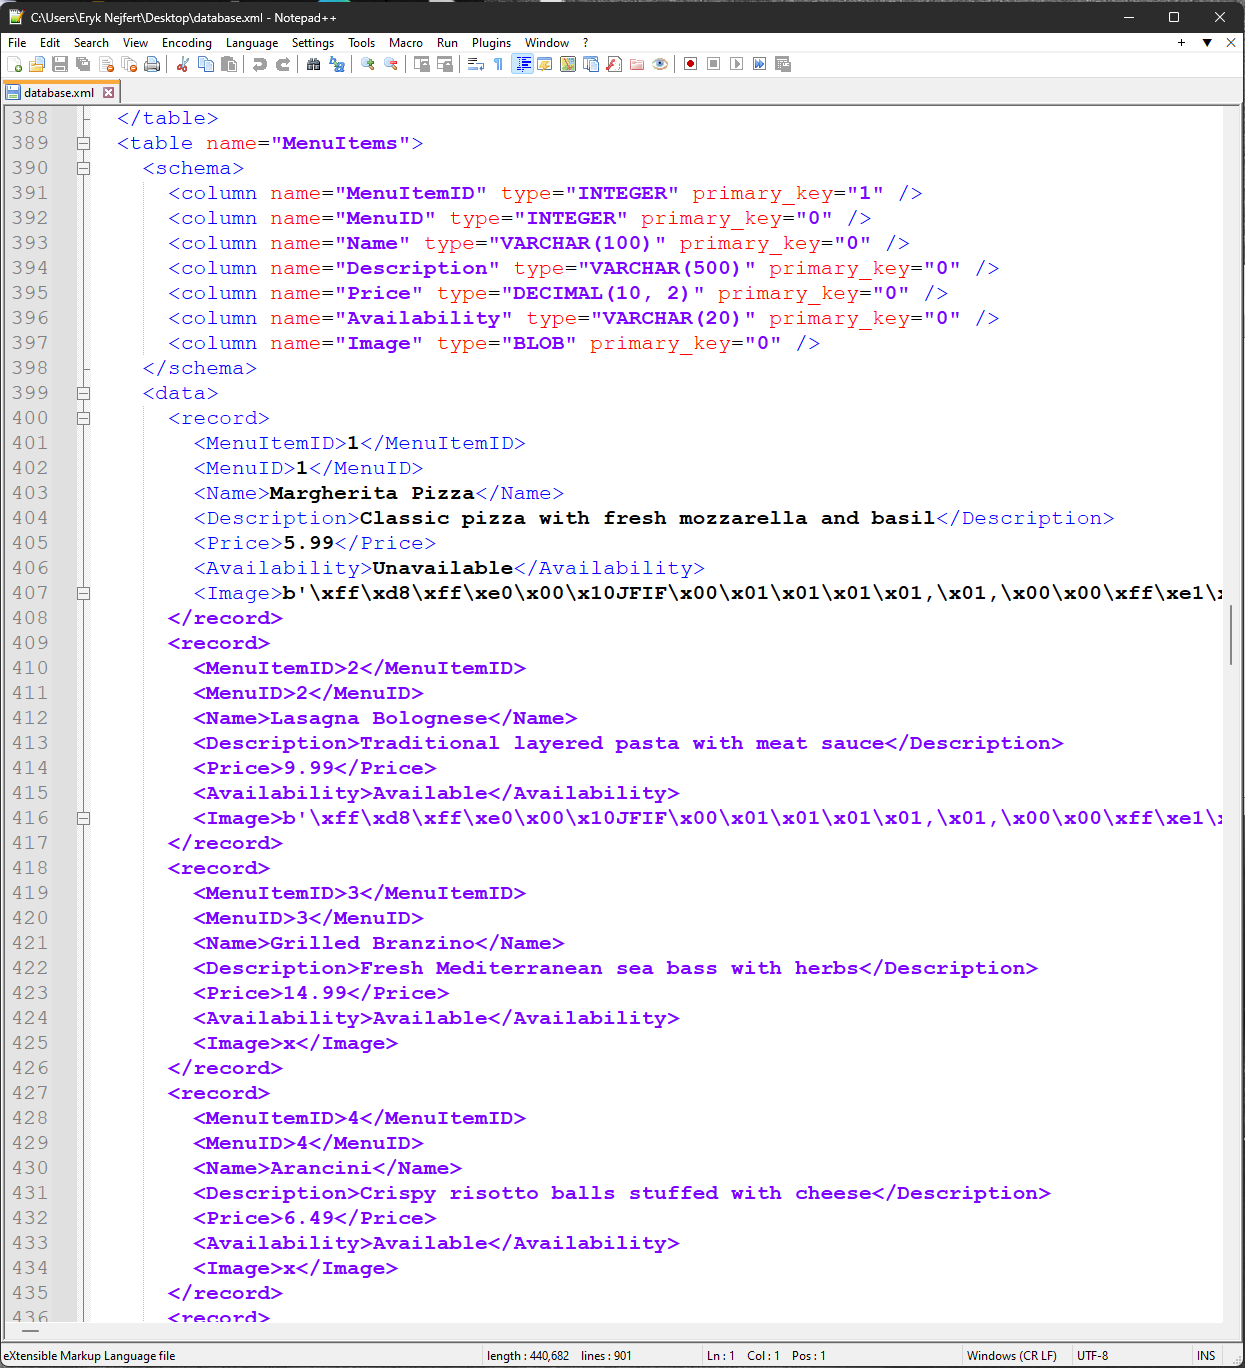 C:\Users\Eryk Nejfert\Desktop\database.xml - Notepad++
File Edit Search View Encoding Language Settings Tools Macro Run Plugins Window ?
database.xml
388 </table>
389 <table name="MenuItems">
390 <schema>
391 <column name="MenuItemID" type="INTEGER" primary_key="1" />
392 <column name="MenuID" type="INTEGER" primary_key="0" />
393 <column name="Name" type="VARCHAR(100)" primary_key="0" />
394 <column name="Description" type="VARCHAR(500)" primary_key="0" />
395 <column name="Price" type="DECIMAL(10, 2)" primary_key="0" />
396 <column name="Availability" type="VARCHAR(20)" primary_key="0" />
397 <column name="Image" type="BLOB" primary_key="0" />
398 </schema>
399 <data>
400 <record>
401 <MenuItemID>1</MenuItemID>
402 <MenuID>1</MenuID>
403 <Name>Margherita Pizza</Name>
404 <Description>Classic pizza with fresh mozzarella and basil</Description>
405 <Price>5.99</Price>
406 <Availability>Unavailable</Availability>
407 <Image>b'\xff\xd8\xff\xe0\x00\x10JFIF\x00\x01\x01\x01\x01,\x01,\x00\x00\xff\xe1\x
408 </record>
409 <record>
410 <MenuItemID>2</MenuItemID>
411 <MenuID>2</MenuID>
412 <Name>Lasagna Bolognese</Name>
413 <Description>Traditional layered pasta with meat sauce</Description>
414 <Price>9.99</Price>
415 <Availability>Available</Availability>
416 <Image>b'\xff\xd8\xff\xe0\x00\x10JFIF\x00\x01\x01\x01\x01,\x01,\x00\x00\xff\xe1\x
417 </record>
418 <record>
419 <MenuItemID>3</MenuItemID>
420 <MenuID>3</MenuID>
421 <Name>Grilled Branzino</Name>
422 <Description>Fresh Mediterranean sea bass with herbs</Description>
423 <Price>14.99</Price>
424 <Availability>Available</Availability>
425 <Image>x</Image>
426 </record>
427 <record>
428 <MenuItemID>4</MenuItemID>
429 <MenuID>4</MenuID>
430 <Name>Arancini</Name>
431 <Description>Crispy risotto balls stuffed with cheese</Description>
432 <Price>6.49</Price>
433 <Availability>Available</Availability>
434 <Image>x</Image>
435 </record>
436 <record>
eXtensible Markup Language file length : 440,682 lines : 901 Ln : 1 Col : 1 Pos : 1 Windows (CR LF) UTF-8 INS